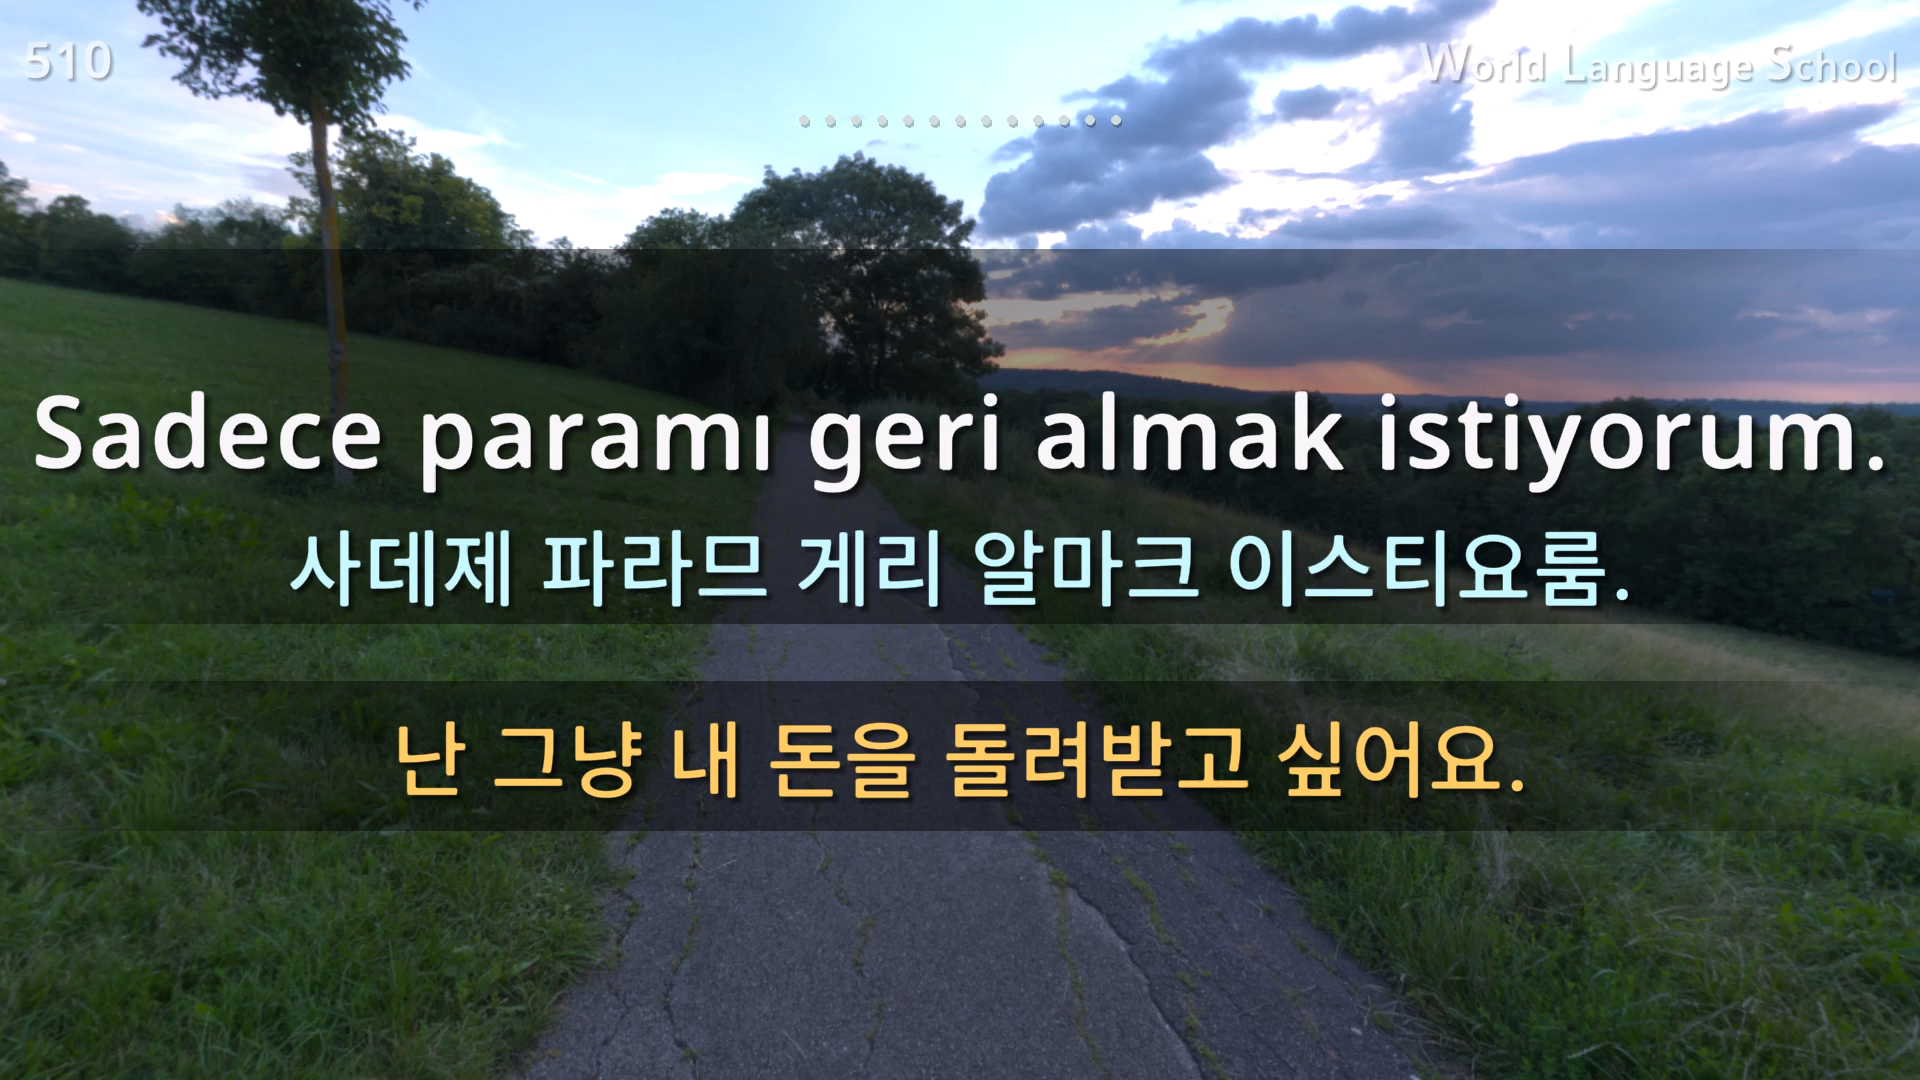 510
World Language School
Sadece paramı geri almak istiyorum.
사데제 파라므 게리 알마크 이스티요룸.
난 그냥 내 돈을 돌려받고 싶어요.